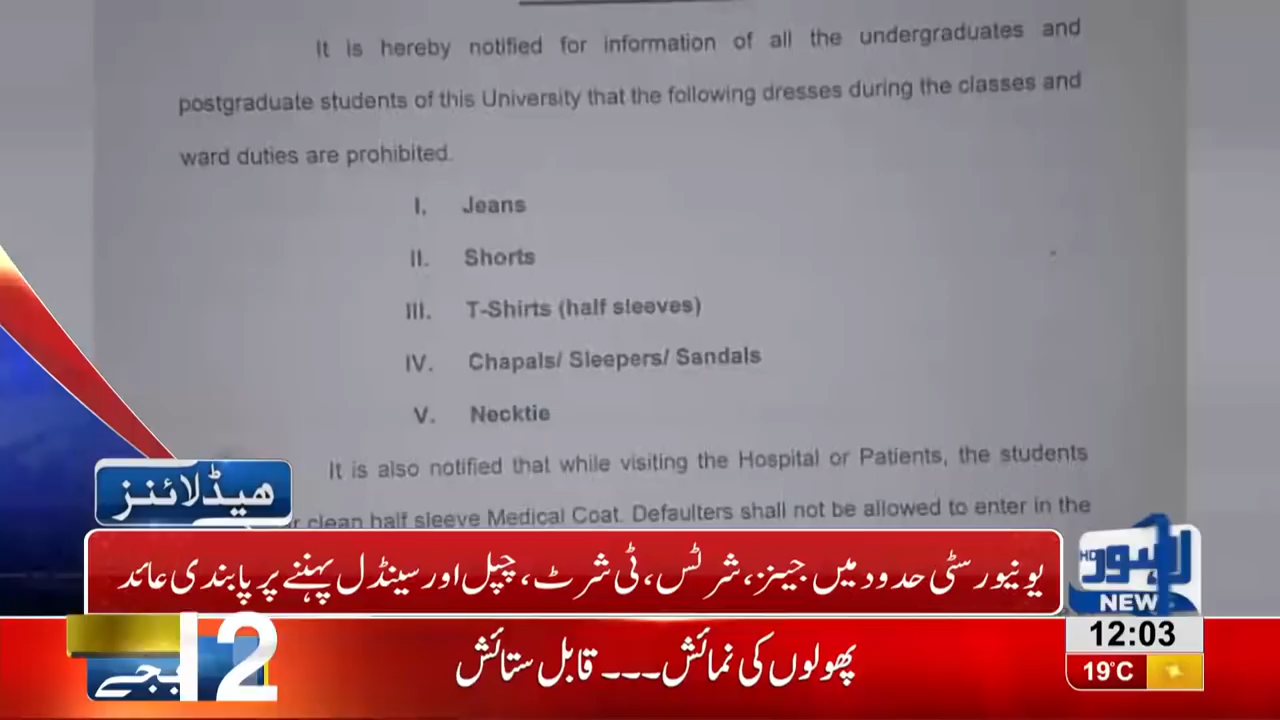 It is hereby notified for information of all the undergraduates and
postgraduate students of this University that the following dresses during the classes and
ward duties are prohibited.
I. Jeans
II. Shorts
III. T-Shirts (half sleeves)
IV. Chapals/ Sleepers/ Sandals
V. Necktie
It is also notified that while visiting the Hospital or Patients, the students
clean half sleeve Medical Coat. Defaulters shall not be allowed to enter in the
ھیڈلائنز
یونیورسٹی حدود میں جینز، شرٹس، ٹی شرٹ، چپل اور سینڈل پہننے پر پابندی عائد
HD لاہور
NEW
12:03
19°C
12 بجے
پھولوں کی نمائش۔۔۔ قابل ستائش